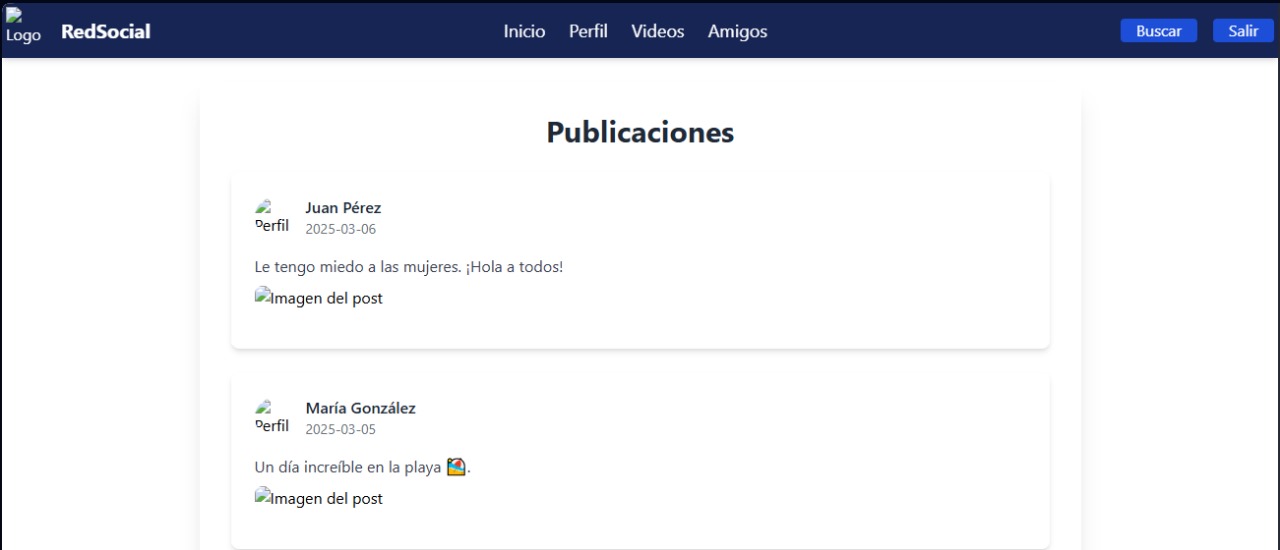 Logo
RedSocial
Inicio Perfil Videos Amigos
Buscar Salir
Publicaciones
Perfil
Juan Pérez
2025-03-06
Le tengo miedo a las mujeres. ¡Hola a todos!
Imagen del post
Perfil
María González
2025-03-05
Un día increíble en la playa 🏖.
Imagen del post